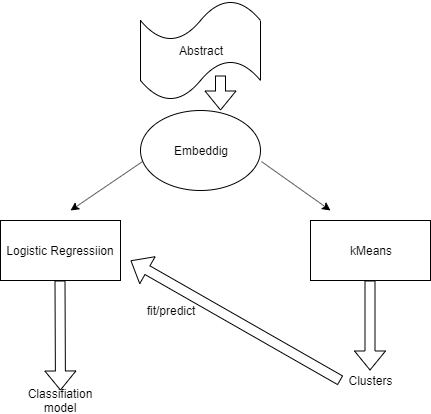 Abstract
Embeddig
Logistic Regressiion
kMeans
fit/predict
Clusters
Classifiation
model